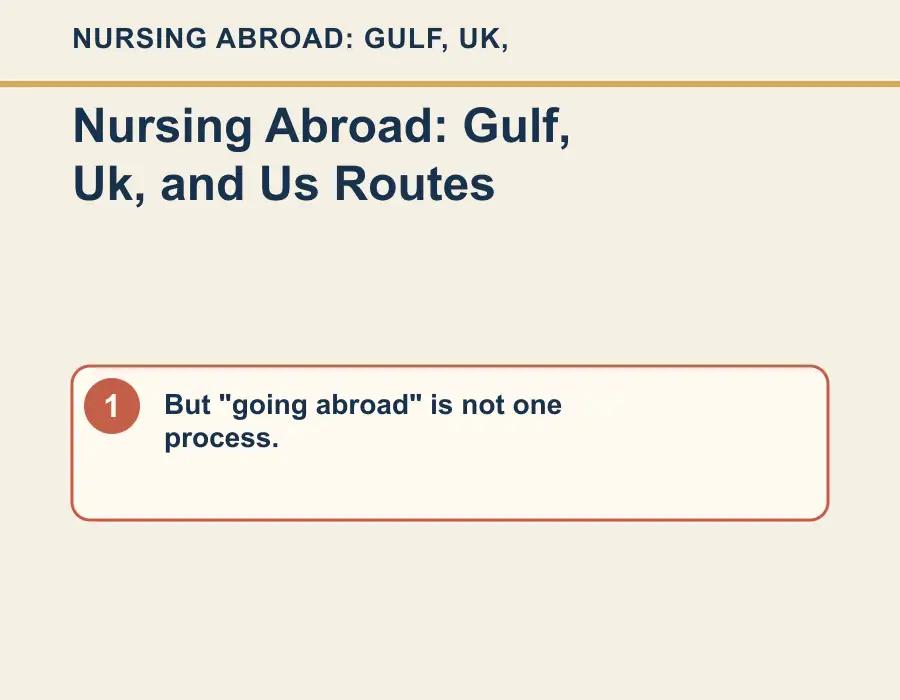 NURSING ABROAD: GULF, UK,
Nursing Abroad: Gulf,
Uk, and Us Routes
1
But "going abroad" is not one
process.